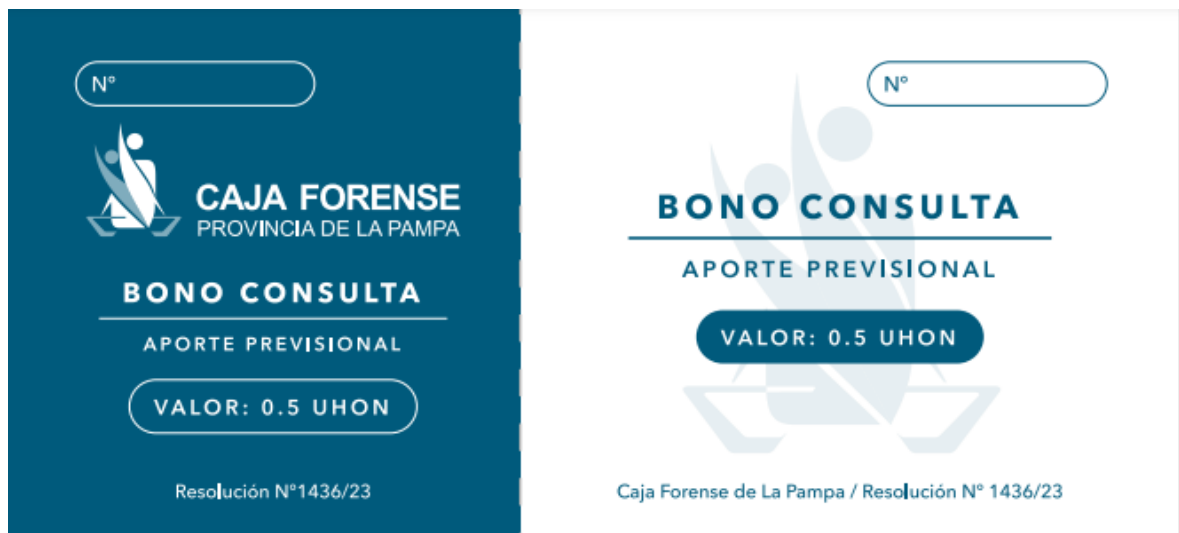 N°
CAJA FORENSE
PROVINCIA DE LA PAMPA
BONO CONSULTA
APORTE PREVISIONAL
VALOR: 0.5 UHON
Resolución N°1436/23
N°
BONO CONSULTA
APORTE PREVISIONAL
VALOR: 0.5 UHON
Caja Forense de La Pampa / Resolución N° 1436/23